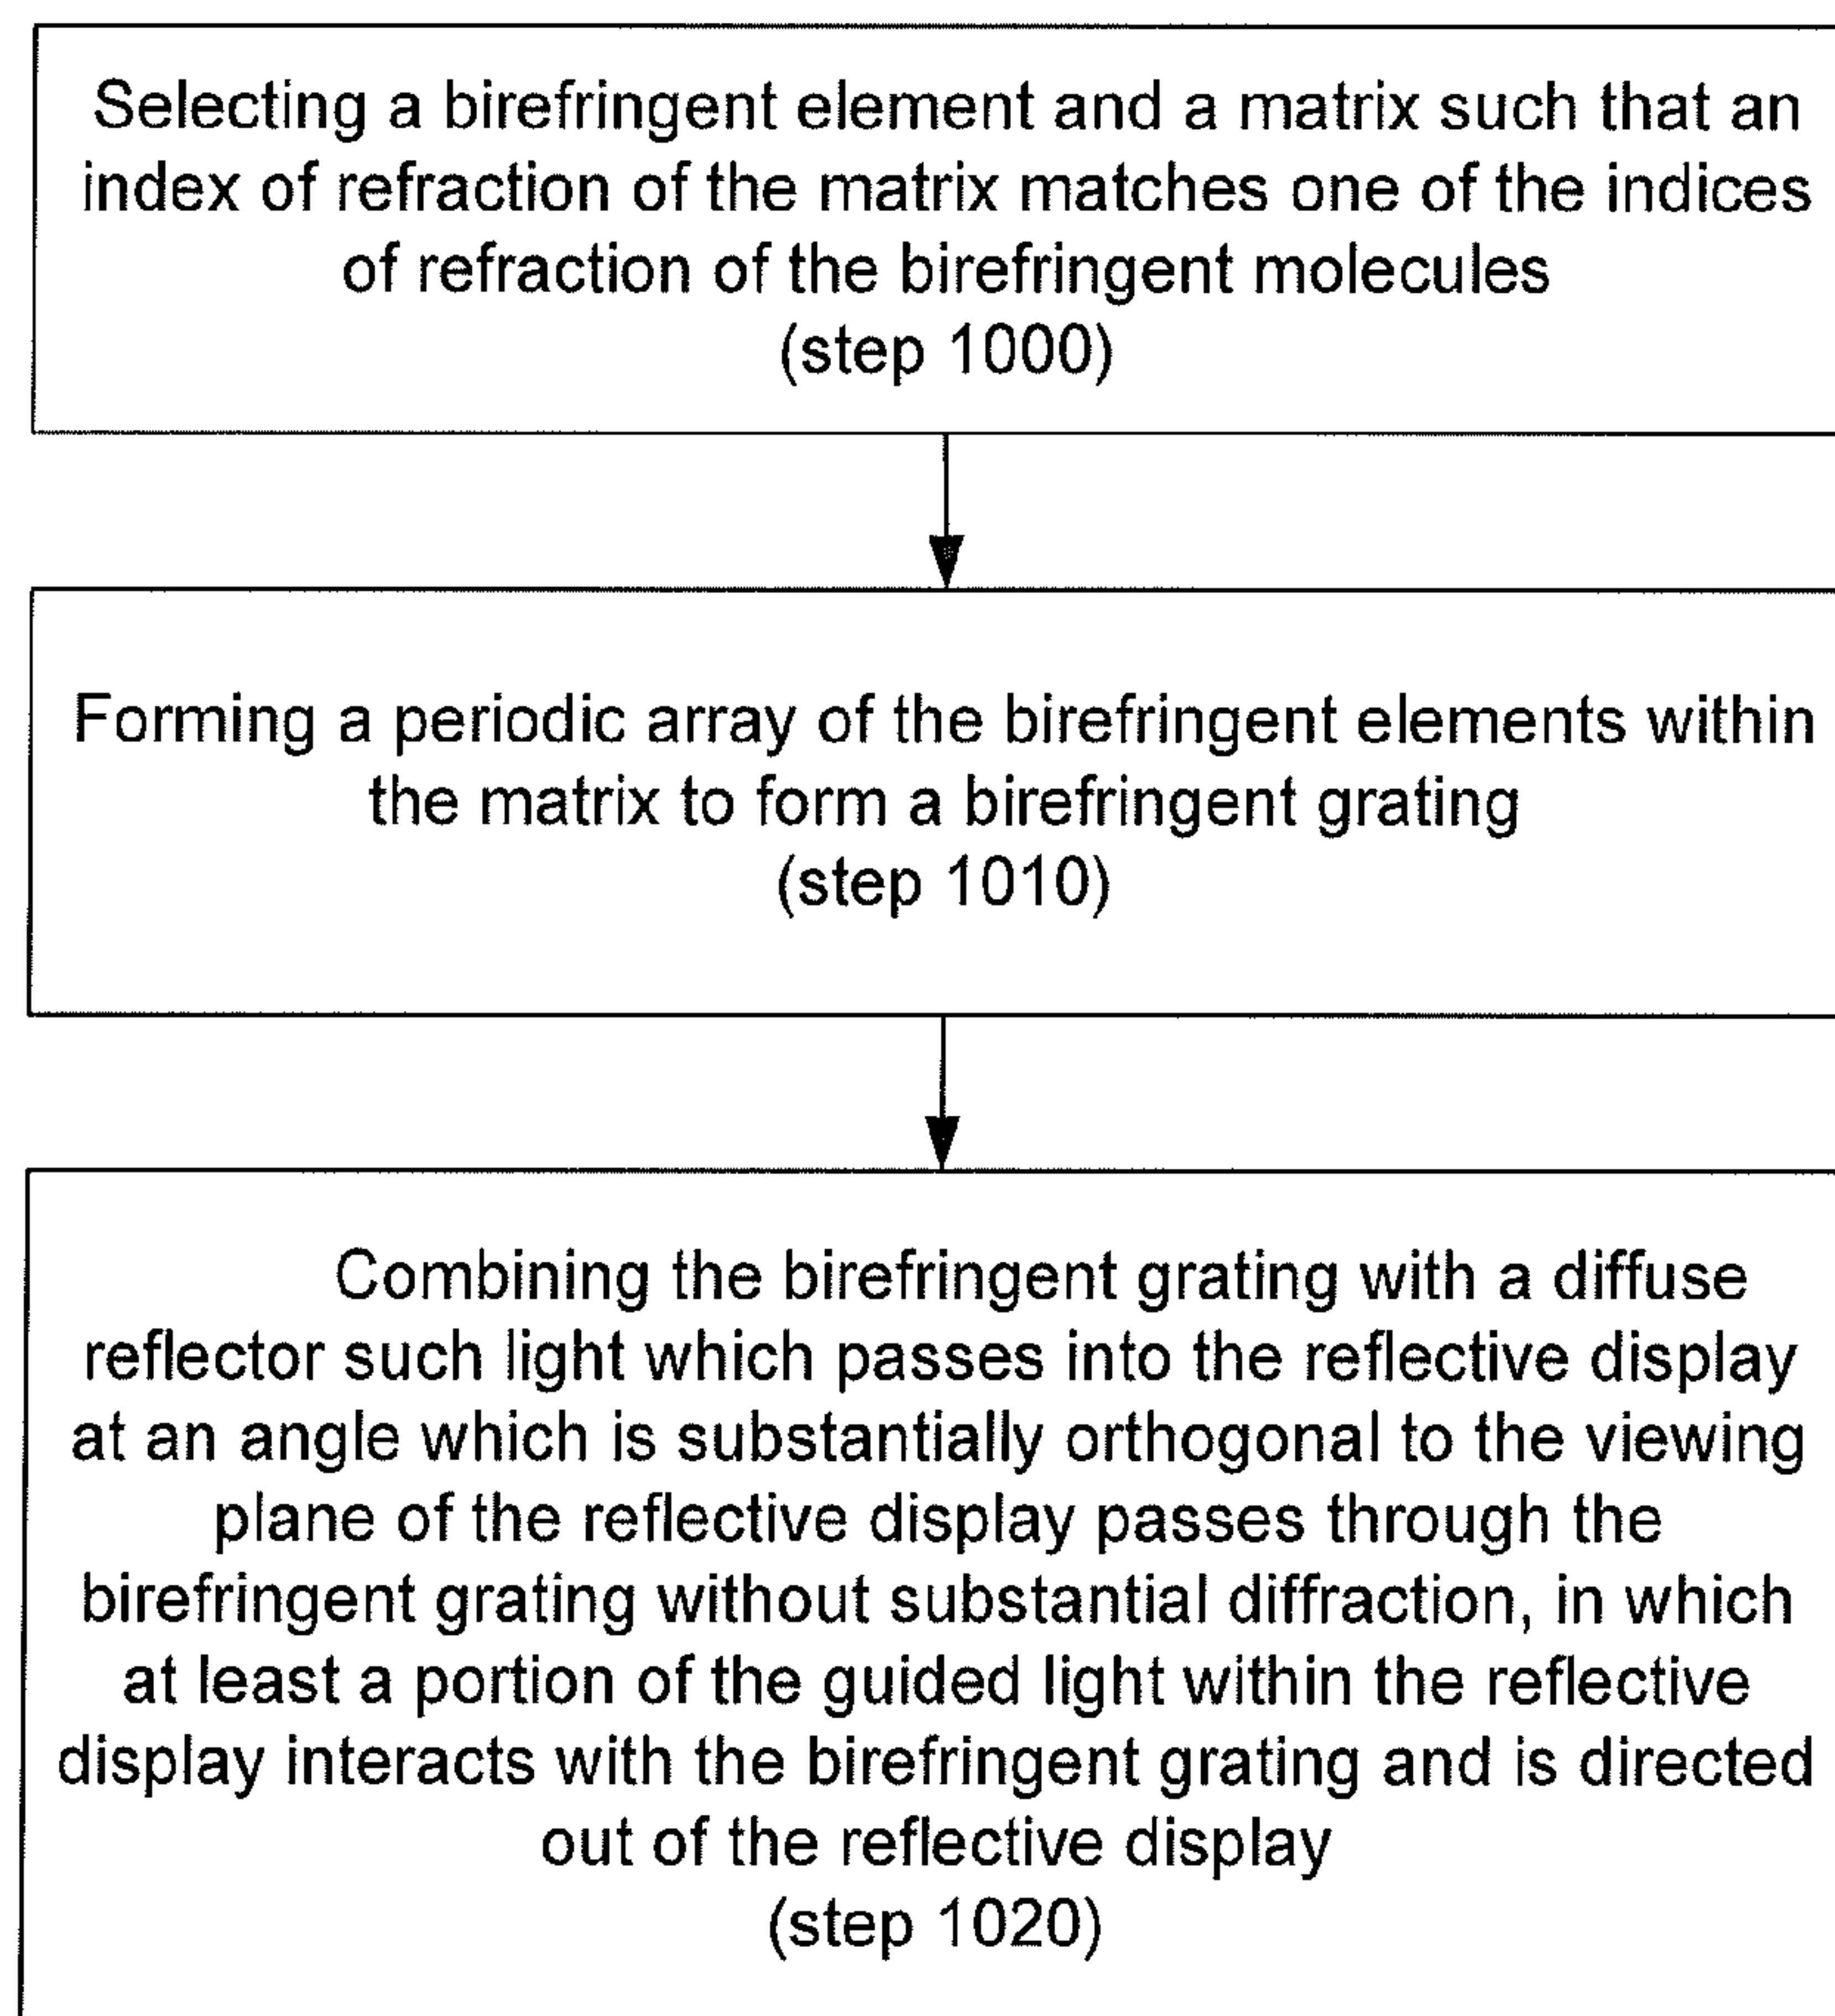 Selecting a birefringent element and a matrix such that an
index of refraction of the matrix matches one of the indices
of refraction of the birefringent molecules
(step 1000)
Forming a periodic array of the birefringent elements within
the matrix to form a birefringent grating
(step 1010)
Combining the birefringent grating with a diffuse
reflector such light which passes into the reflective display
at an angle which is substantially orthogonal to the viewing
plane of the reflective display passes through the
birefringent grating without substantial diffraction, in which
at least a portion of the guided light within the reflective
display interacts with the birefringent grating and is directed
out of the reflective display
(step 1020)